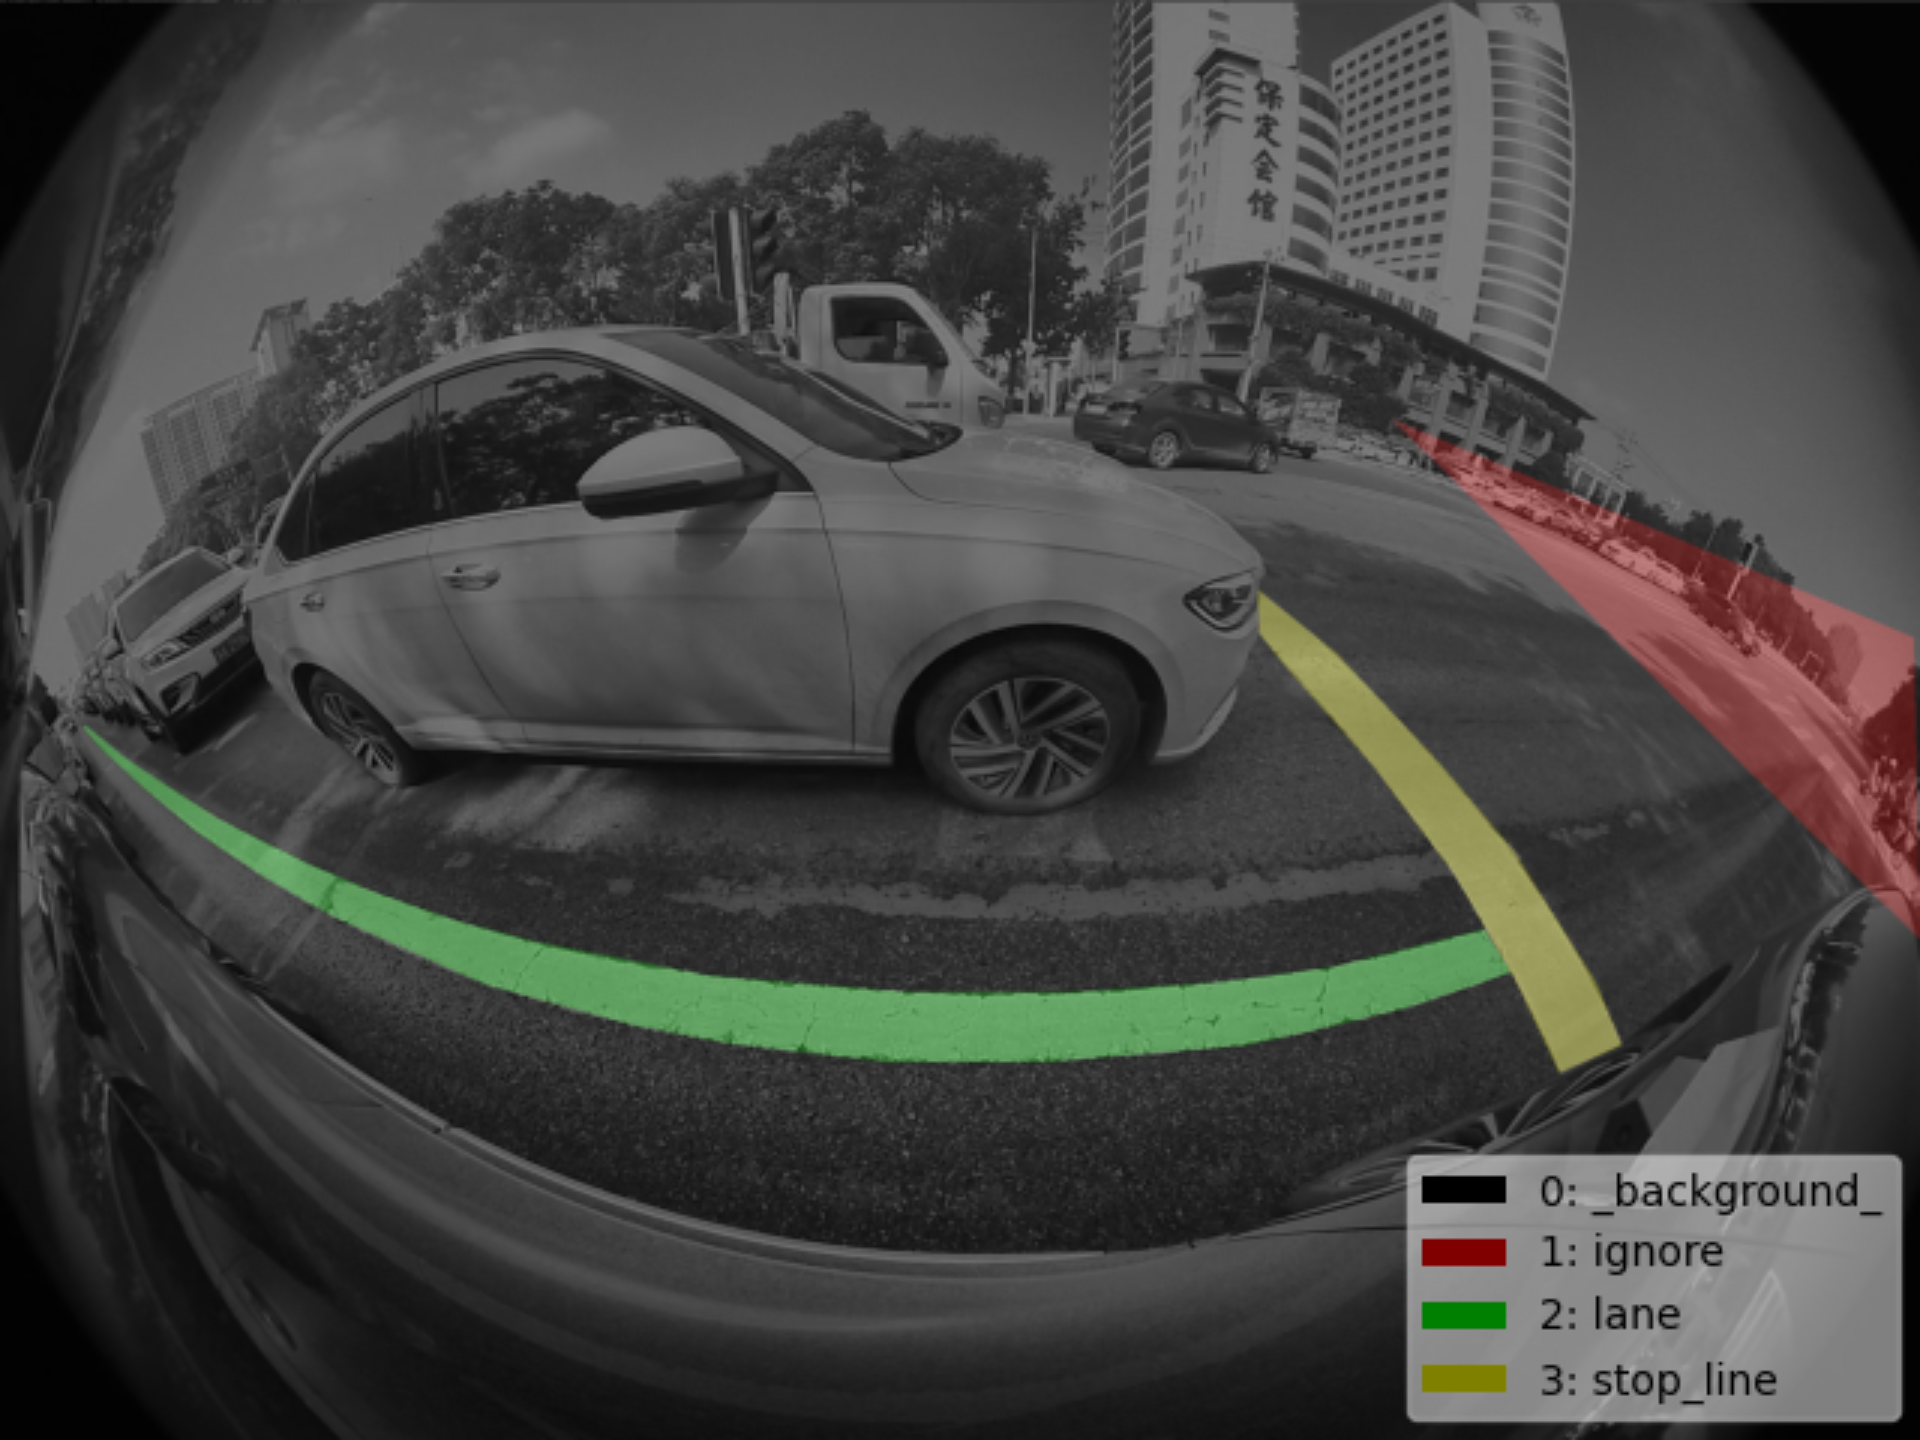 保定会馆
0: _background_
1: ignore
2: lane
3: stop_line